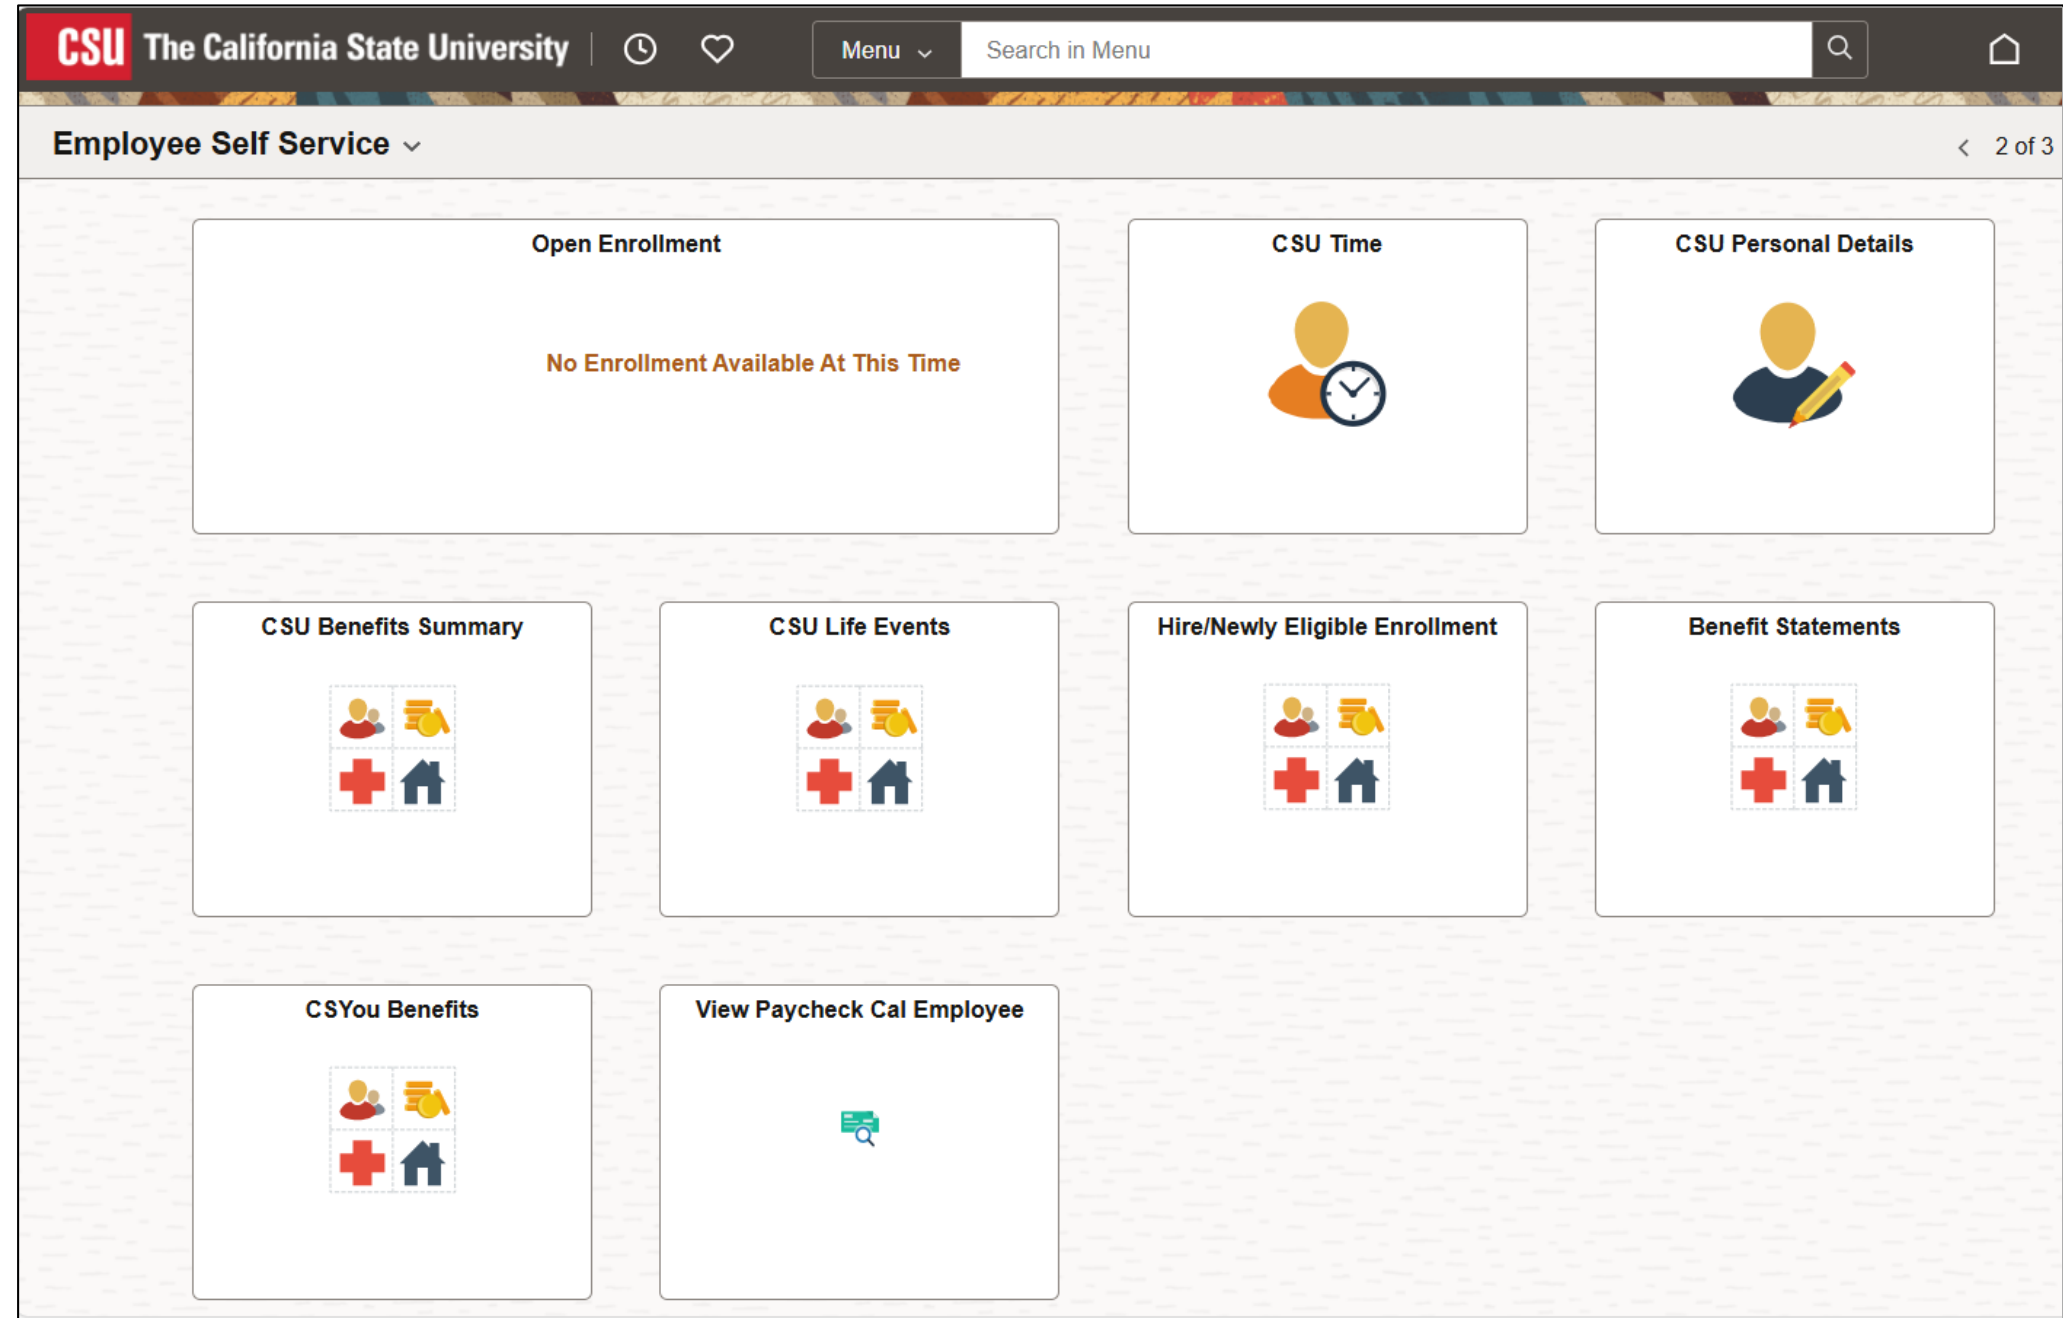 CSU The California State University
Menu
Search in Menu
Employee Self Service
2 of 3
Open Enrollment
No Enrollment Available At This Time
CSU Time
CSU Personal Details
CSU Benefits Summary
CSU Life Events
Hire/Newly Eligible Enrollment
Benefit Statements
CSYou Benefits
View Paycheck Cal Employee